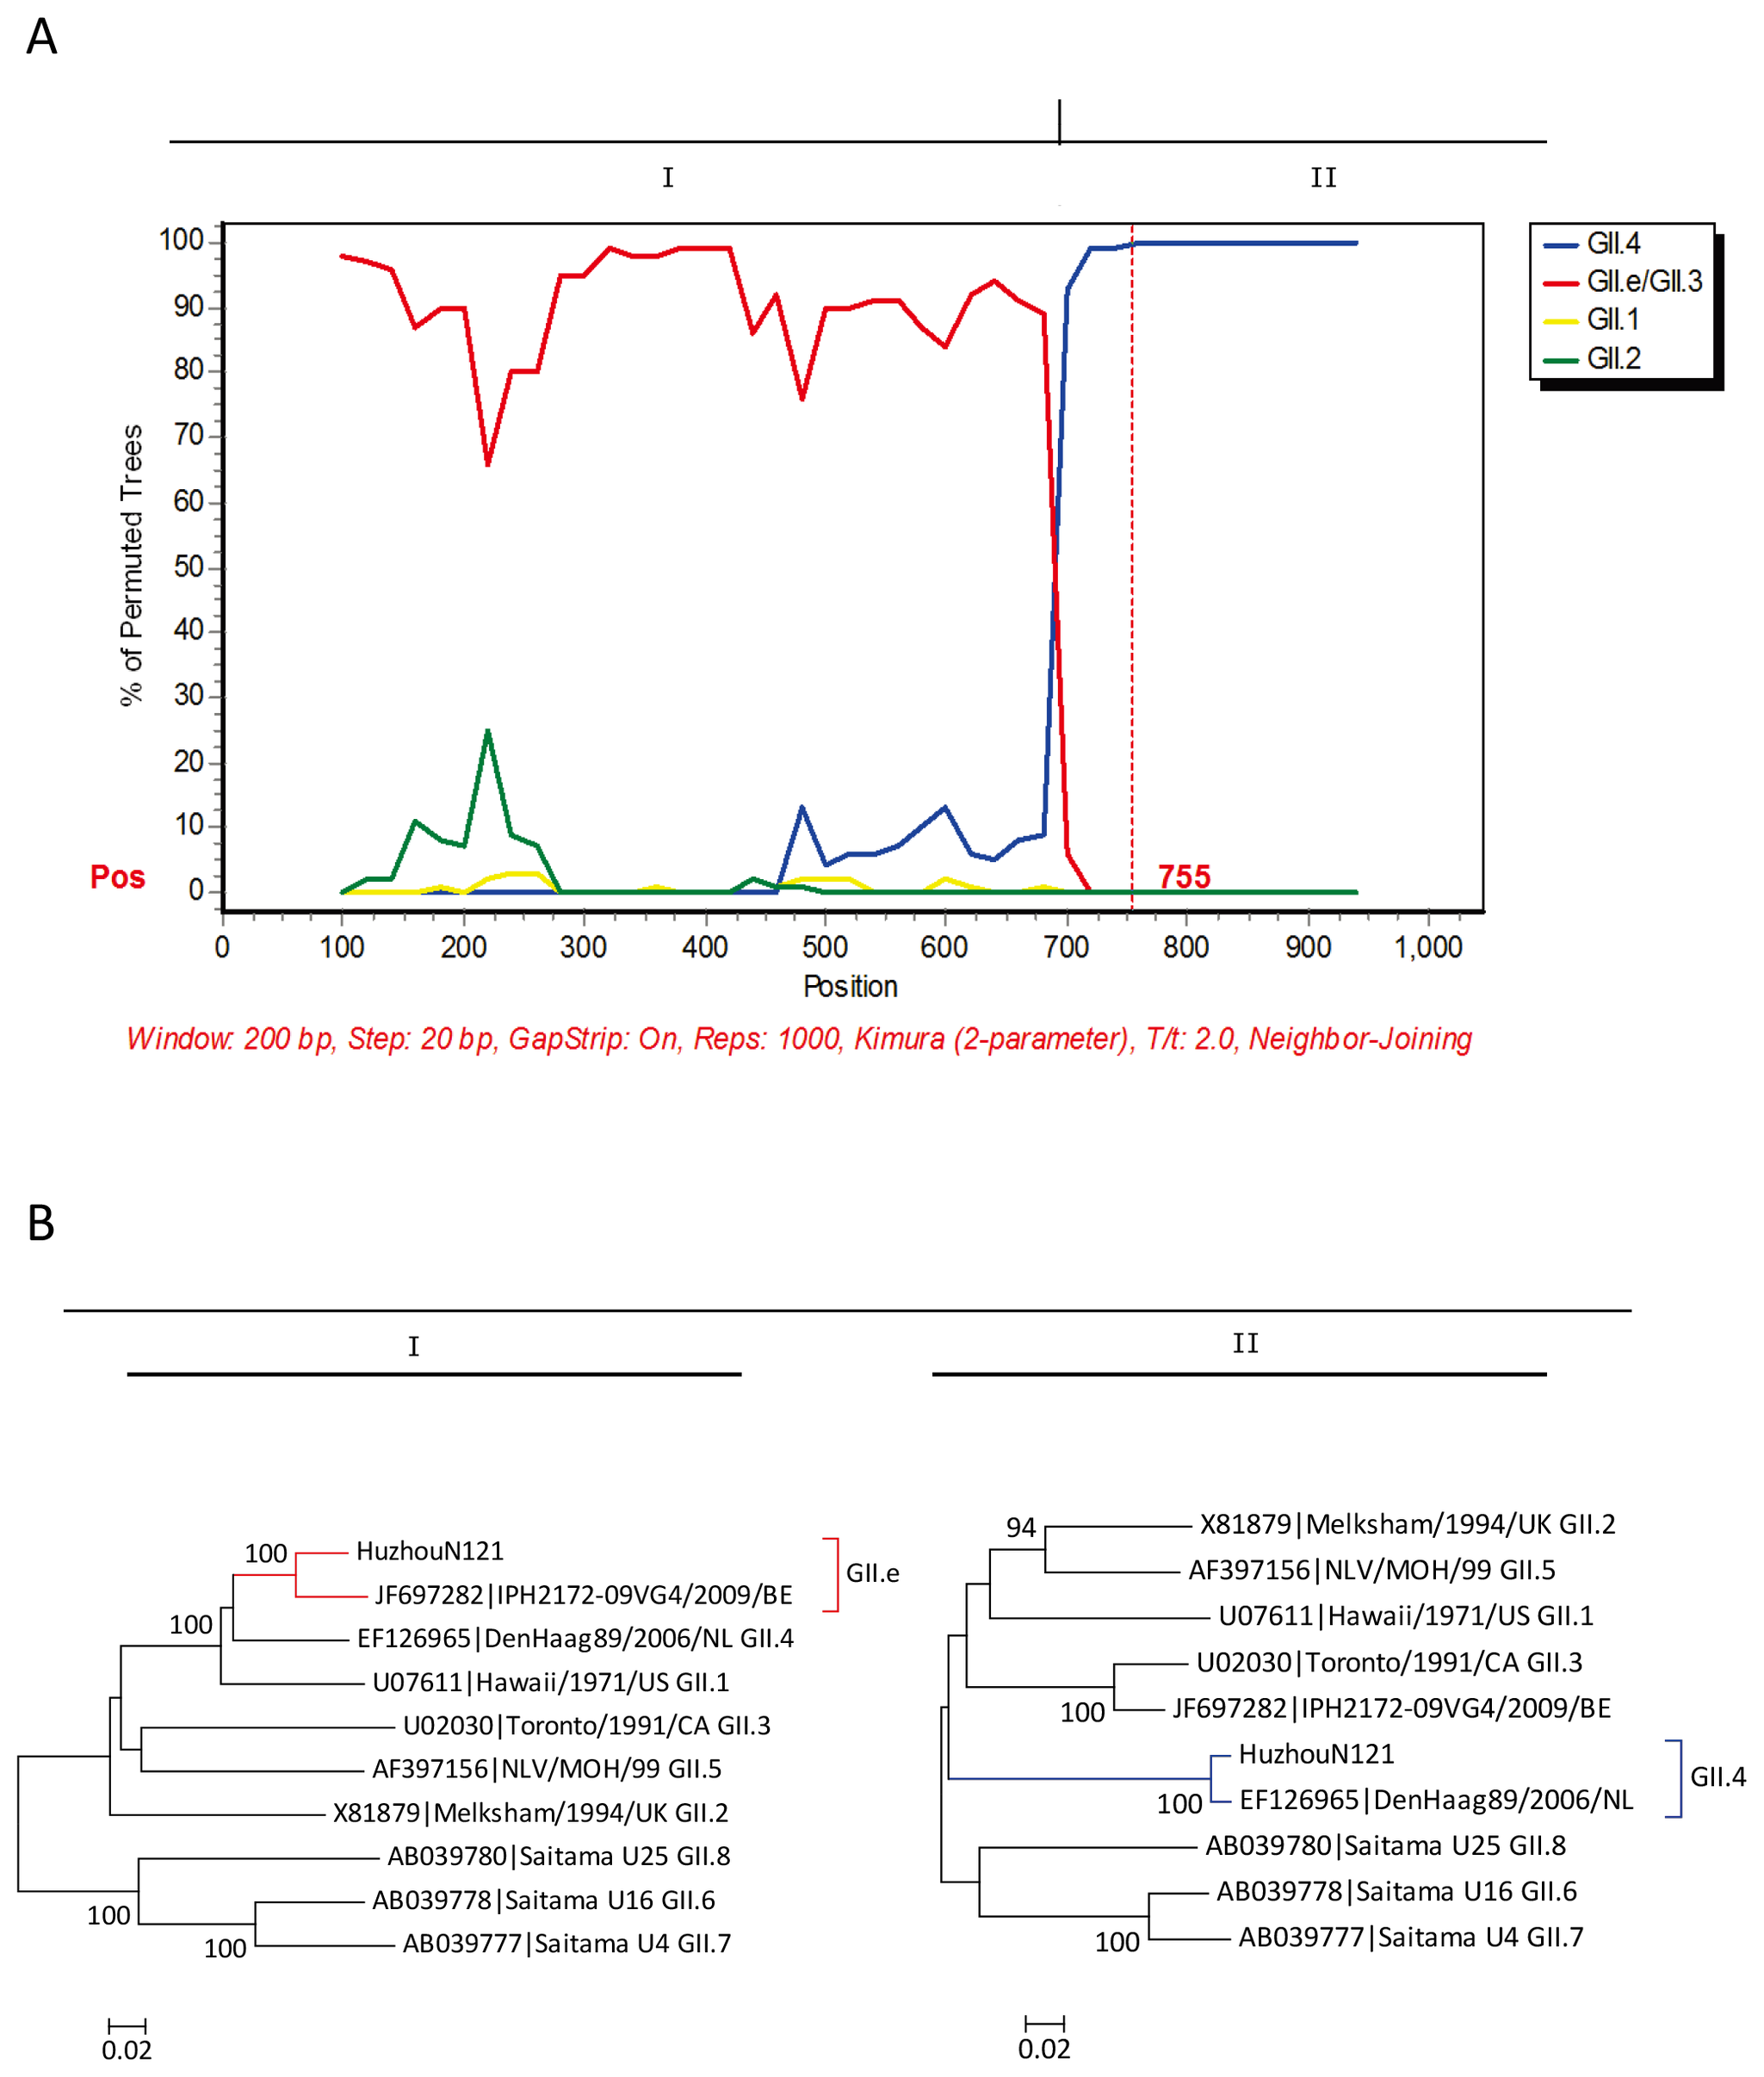 A
I II
100
90
80
70
60
50
40
30
20
10
0
% of Permuted Trees
Pos
755
0 100 200 300 400 500 600 700 800 900 1,000
Position
GII.4
GII.e/GII.3
GII.1
GII.2
Window: 200 bp, Step: 20 bp, GapStrip: On, Reps: 1000, Kimura (2-parameter), T/t: 2.0, Neighbor-Joining
B
I
100 HuzhouN121
JF697282|IPH2172-09VG4/2009/BE
GII.e
100
EF126965|DenHaag89/2006/NL GII.4
U07611|Hawaii/1971/US GII.1
U02030|Toronto/1991/CA GII.3
AF397156|NLV/MOH/99 GII.5
X81879|Melksham/1994/UK GII.2
AB039780|Saitama U25 GII.8
AB039778|Saitama U16 GII.6
100
AB039777|Saitama U4 GII.7
100
0.02
II
94 X81879|Melksham/1994/UK GII.2
AF397156|NLV/MOH/99 GII.5
U07611|Hawaii/1971/US GII.1
U02030|Toronto/1991/CA GII.3
100 JF697282|IPH2172-09VG4/2009/BE
HuzhouN121
GII.4
100 EF126965|DenHaag89/2006/NL
AB039780|Saitama U25 GII.8
AB039778|Saitama U16 GII.6
100 AB039777|Saitama U4 GII.7
0.02